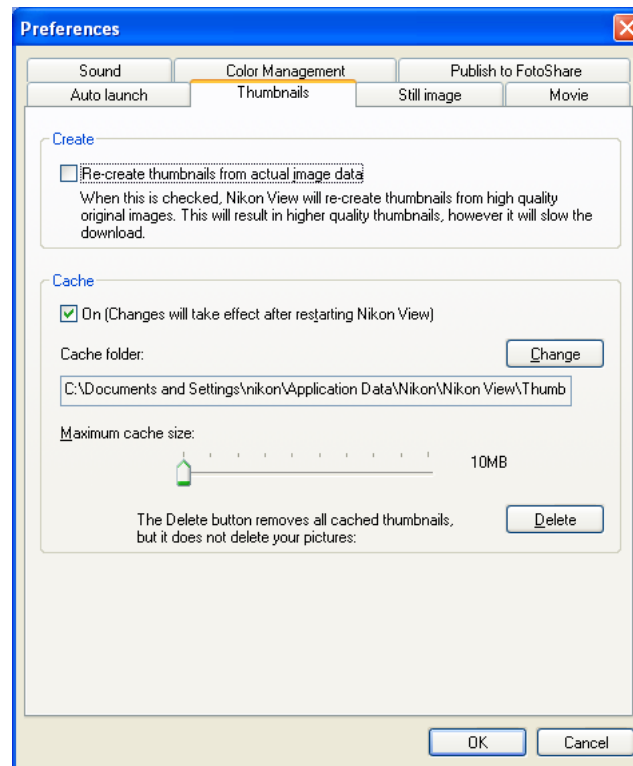 Preferences
Sound
Color Management
Publish to FotoShare
Auto launch
Thumbnails
Still image
Movie
Create
Re-create thumbnails from actual image data
When this is checked, Nikon View will re-create thumbnails from high quality
original images. This will result in higher quality thumbnails, however it will slow the
download.
Cache
On (Changes will take effect after restarting Nikon View)
Cache folder:
Change
C:\Documents and Settings\nikon\Application Data\Nikon\Nikon View\Thumb
Maximum cache size:
10MB
The Delete button removes all cached thumbnails,
but it does not delete your pictures:
Delete
OK
Cancel